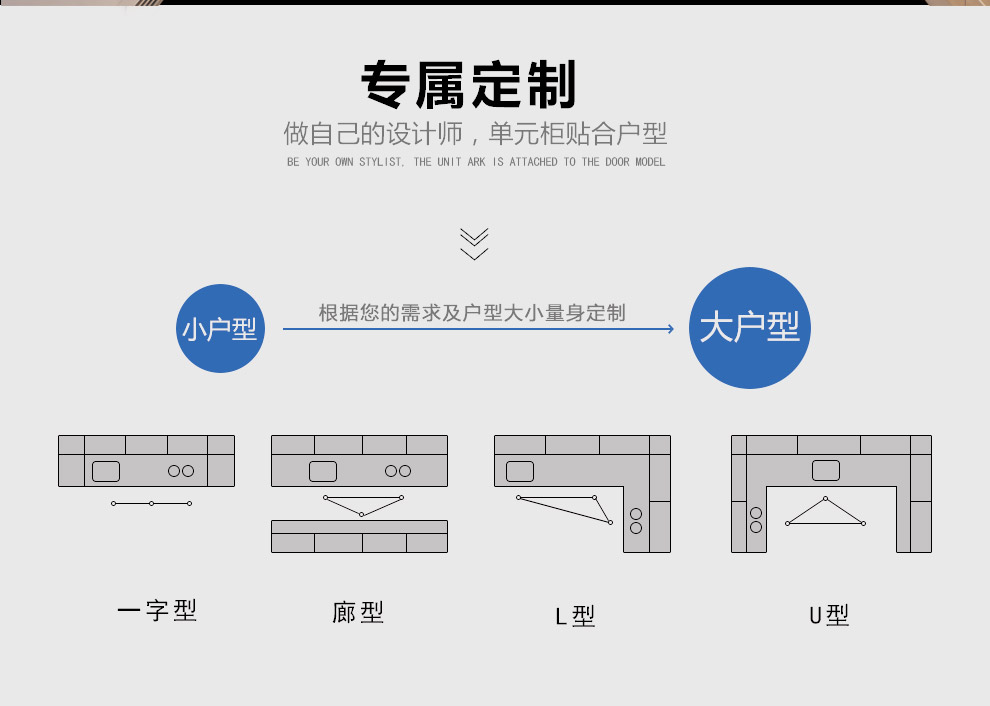 专属定制
做自己的设计师，单元柜贴合户型
BE YOUR OWN STYLIST, THE UNIT ARK IS ATTACHED TO THE DOOR MODEL
根据您的需求及户型大小量身定制
小户型
大户型
一字型
廊型
L型
U型